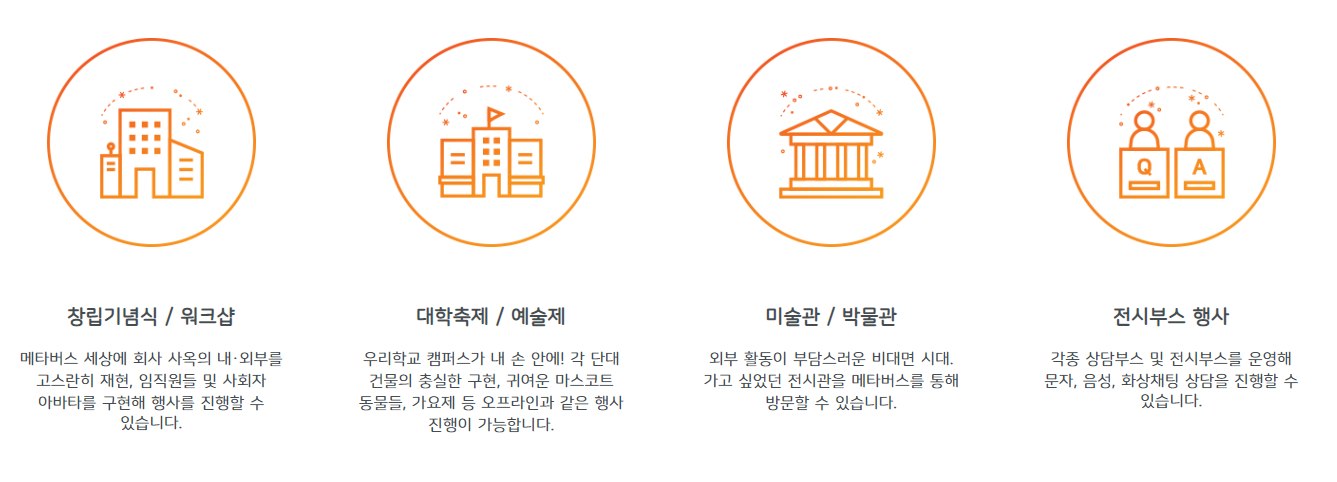 Q
A
창립기념식 / 워크샵
메타버스 세상에 회사 사옥의 내·외부를
고스란히 재현, 임직원들 및 사회자
아바타를 구현해 행사를 진행할 수
있습니다.
대학축제 / 예술제
우리학교 캠퍼스가 내 손 안에! 각 단대
건물의 충실한 구현, 귀여운 마스코트
동물들, 가요제 등 오프라인과 같은 행사
진행이 가능합니다.
미술관 / 박물관
외부 활동이 부담스러운 비대면 시대.
가고 싶었던 전시관을 메타버스를 통해
방문할 수 있습니다.
전시부스 행사
각종 상담부스 및 전시부스를 운영해
문자, 음성, 화상채팅 상담을 진행할 수
있습니다.